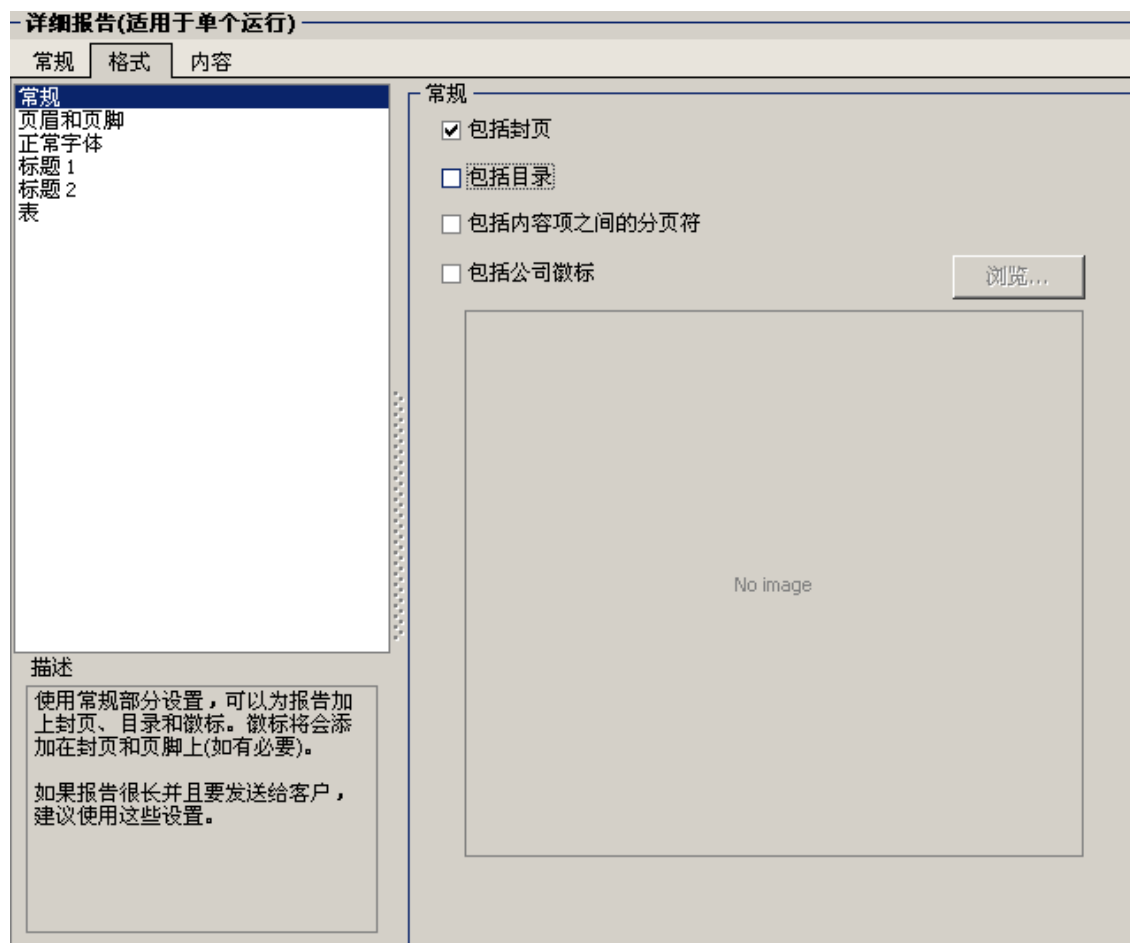 详细报告(适用于单个运行)
常规 格式 内容
常规
页眉和页脚
正常字体
标题 1
标题 2
表
描述
使用常规部分设置，可以为报告加
上封页、目录和徽标。徽标将会添
加在封页和页脚上(如有必要)。
如果报告很长并且要发送给客户，
建议使用这些设置。
常规
包括封页
包括目录
包括内容项之间的分页符
包括公司徽标
浏览...
No image